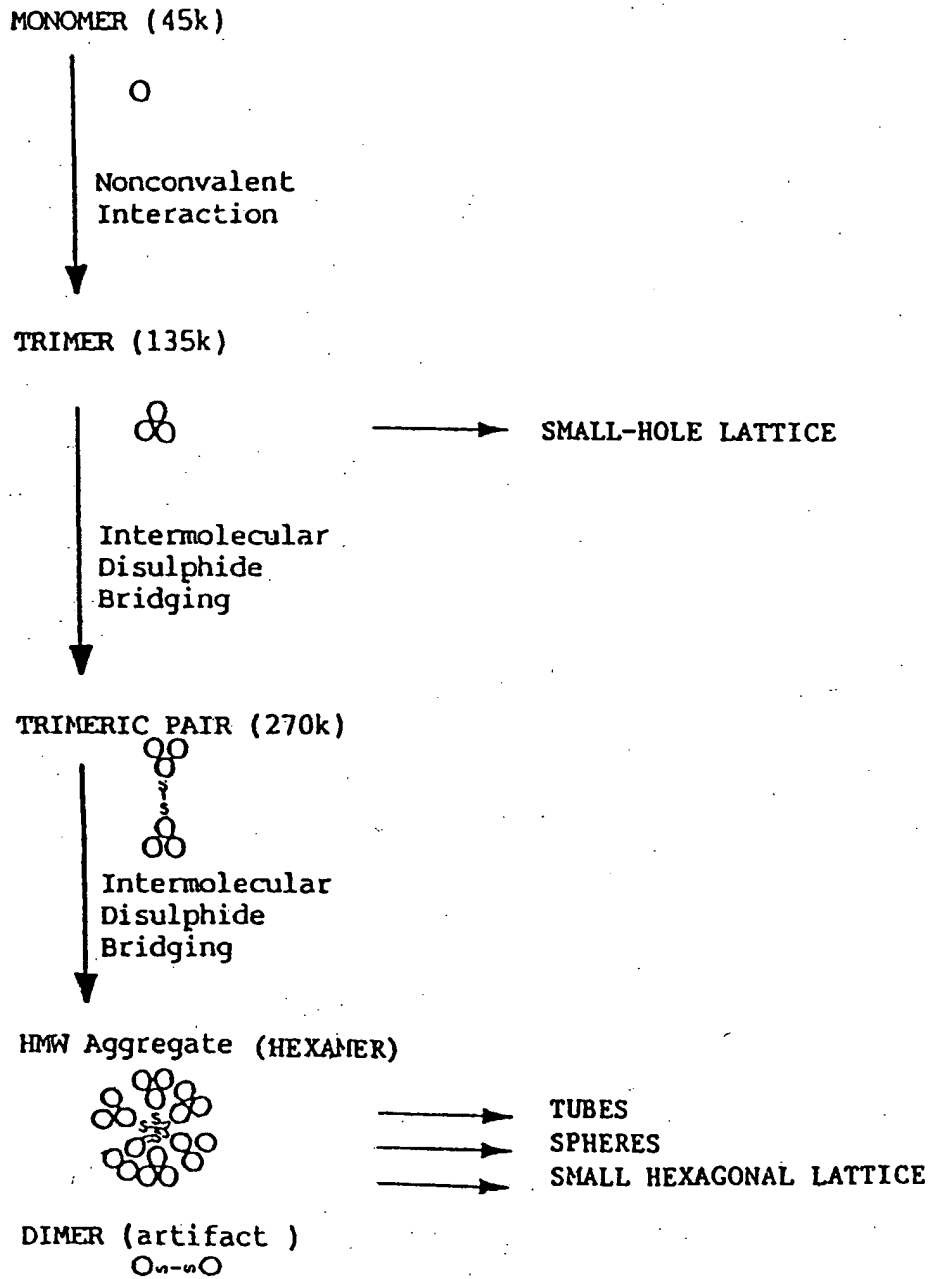 MONOMER (45k)
Nonconvalent
Interaction
TRIMER (135k)
SMALL-HOLE LATTICE
Intermolecular
Disulphide
Bridging
TRIMERIC PAIR (270k)
s-s
Intermolecular
Disulphide
Bridging
HMW Aggregate (HEXAMER)
TUBES
SPHERES
SMALL HEXAGONAL LATTICE
DIMER (artifact )
s-s